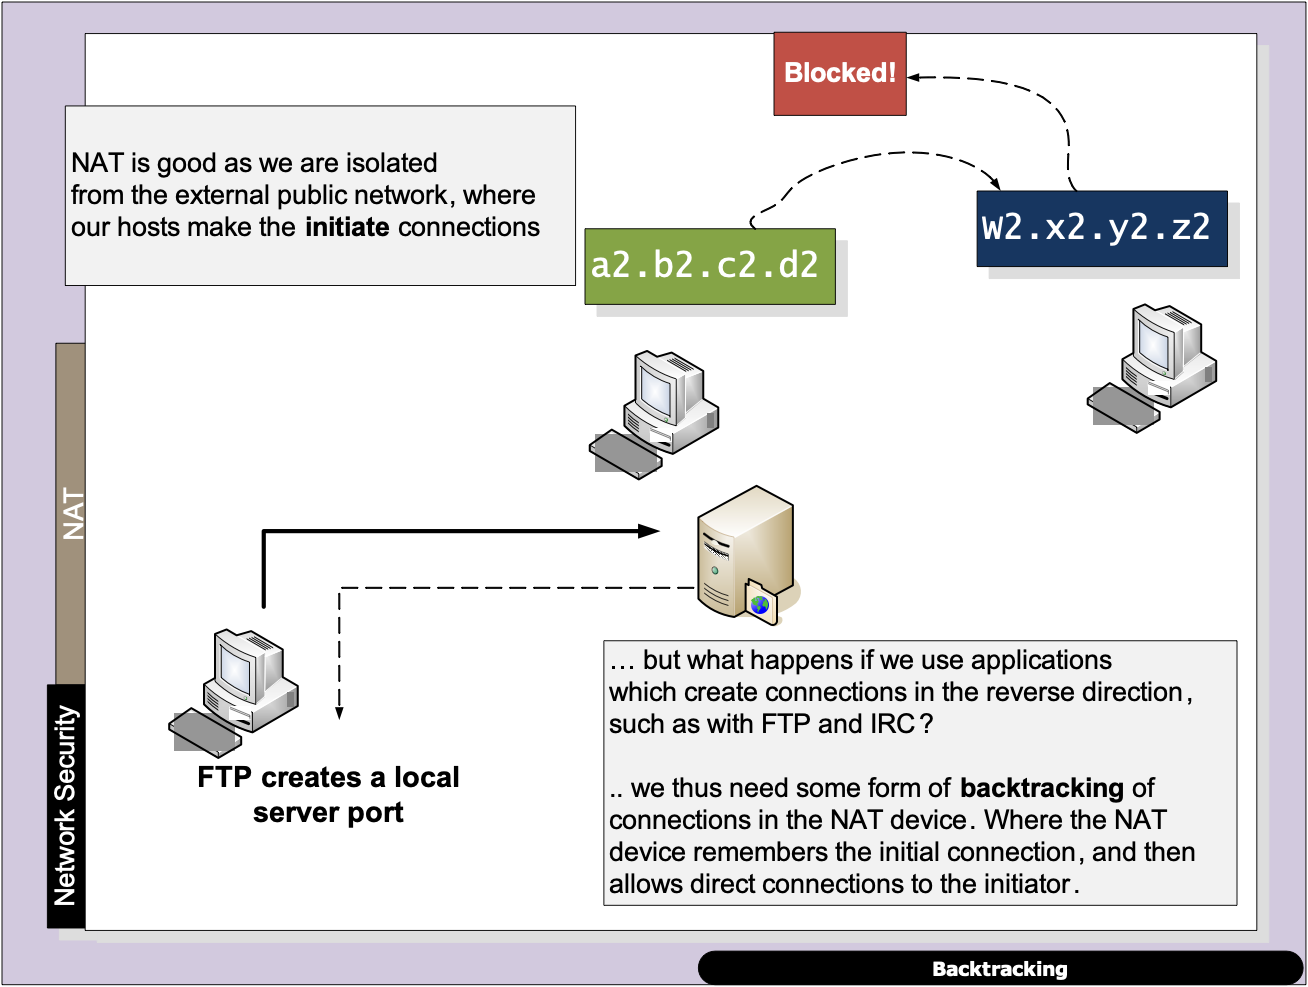 Blocked!
NAT is good as we are isolated
from the external public network, where
our hosts make the initiate connections
w2.x2.y2.z2
a2.b2.c2.d2
NAT
Network Security
FTP creates a local
server port
... but what happens if we use applications
which create connections in the reverse direction,
such as with FTP and IRC?
.. we thus need some form of backtracking of
connections in the NAT device. Where the NAT
device remembers the initial connection, and then
allows direct connections to the initiator.
Backtracking